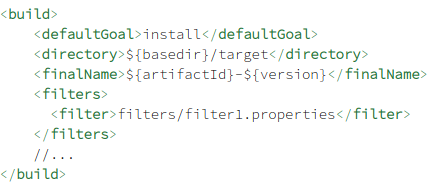 <build>
    <defaultGoal>install</defaultGoal>
    <directory>${basedir}/target</directory>
    <finalName>${artifactId}-${version}</finalName>
    <filters>
      <filter>filters/filter1.properties</filter>
    </filters>
    //...
</build>